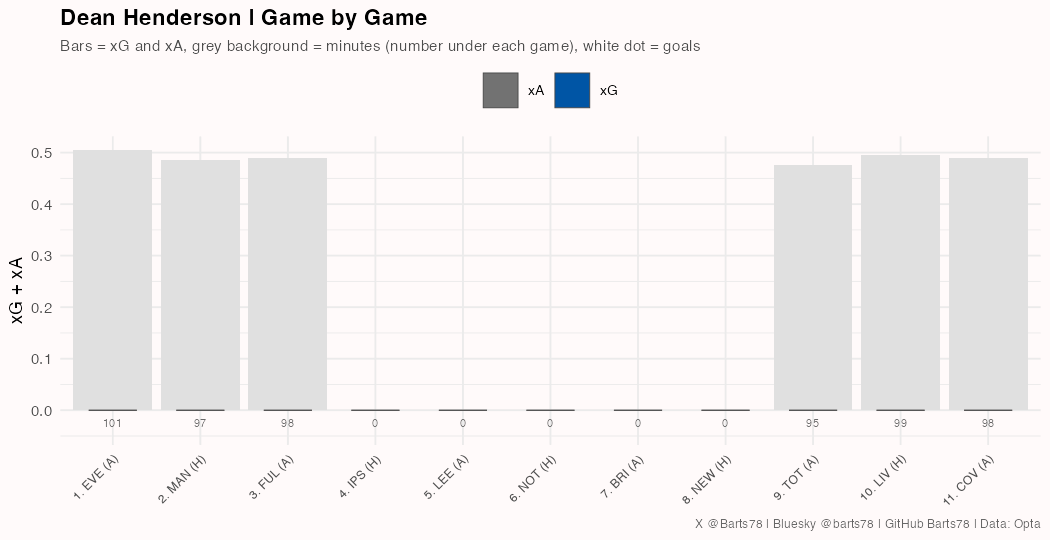 Dean Henderson | Game by Game
Bars = xG and xA, grey background = minutes (number under each game), white dot = goals
xA
xG
xG + xA
0.5
0.4
0.3
0.2
0.1
0.0
101 97 98 0 0 0 0 0 95 99 98
1. EVE (A) 2. MAN (H) 3. FUL (A) 4. IPS (H) 5. LEE (A) 6. NOT (H) 7. BRI (A) 8. NEW (H) 9. TOT (A) 10. LIV (H) 11. COV (A)
X @Barts78 | Bluesky @barts78 | GitHub Barts78 | Data: Opta